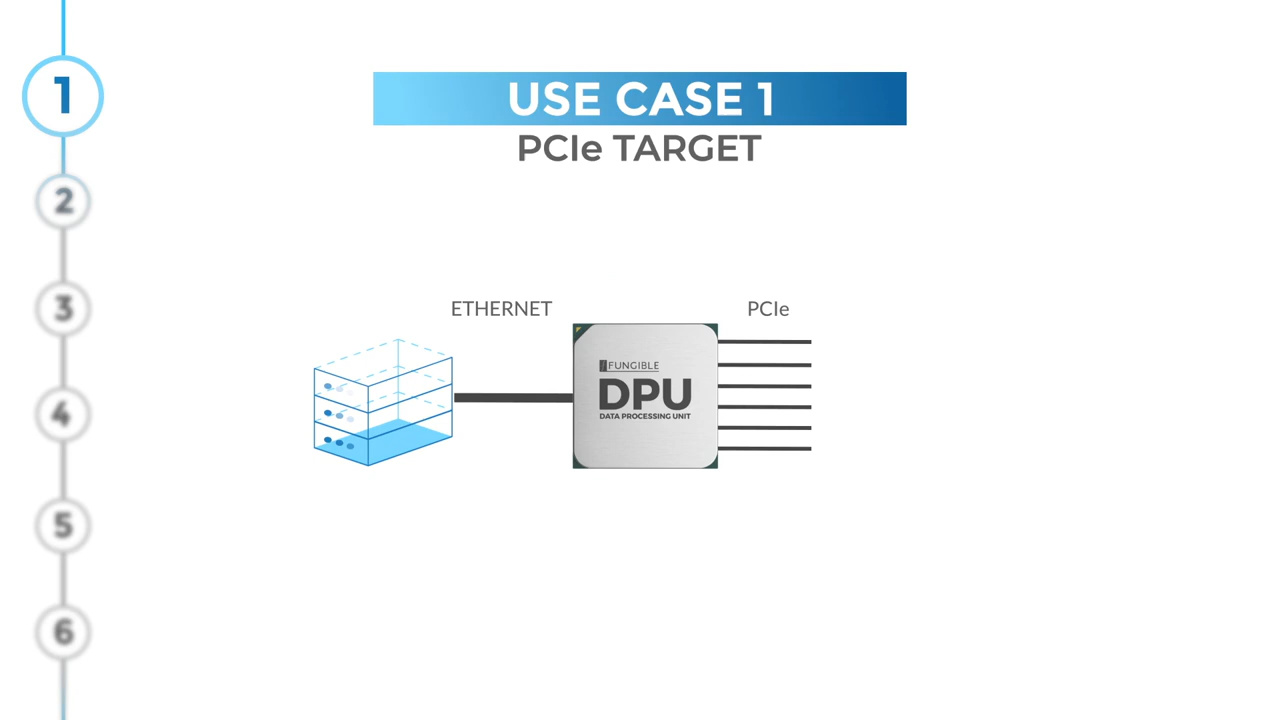 1
2
3
4
5
6
USE CASE 1
PCIe TARGET
ETHERNET
PCIe
FUNGIBLE
DPU
DATA PROCESSING UNIT